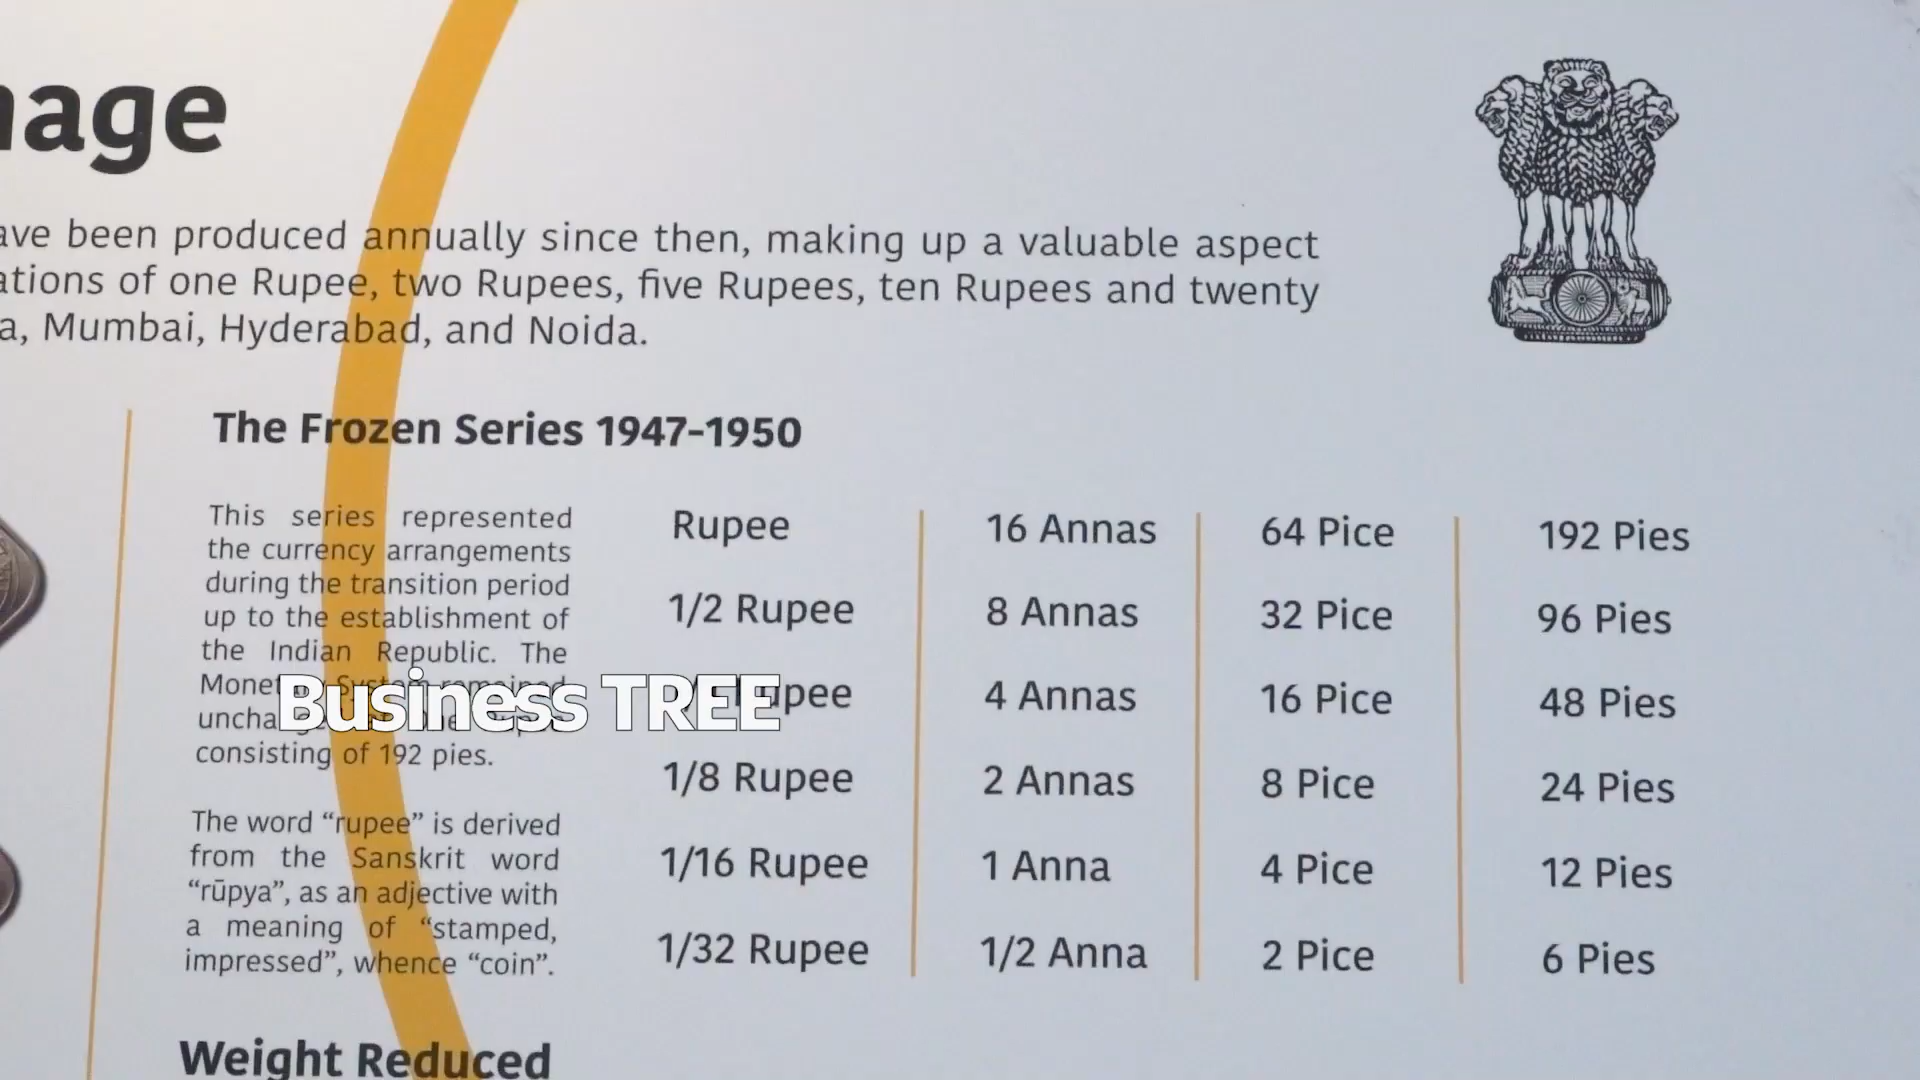 nage
ave been produced annually since then, making up a valuable aspect
ations of one Rupee, two Rupees, five Rupees, ten Rupees and twenty
a, Mumbai, Hyderabad, and Noida.
The Frozen Series 1947-1950
This series represented
the currency arrangements
during the transition period
up to the establishment of
the Indian Republic. The
Monetary System remained
consisting of 192 pies.
The word “rupee” is derived
from the Sanskrit word
“rūpya”, as an adjective with
a meaning of “stamped,
impressed”, whence “coin”.
Rupee 16 Annas 64 Pice 192 Pies
1/2 Rupee 8 Annas 32 Pice 96 Pies
Rupee 4 Annas 16 Pice 48 Pies
1/8 Rupee 2 Annas 8 Pice 24 Pies
1/16 Rupee 1 Anna 4 Pice 12 Pies
1/32 Rupee 1/2 Anna 2 Pice 6 Pies
Business TREE
Weight Reduced